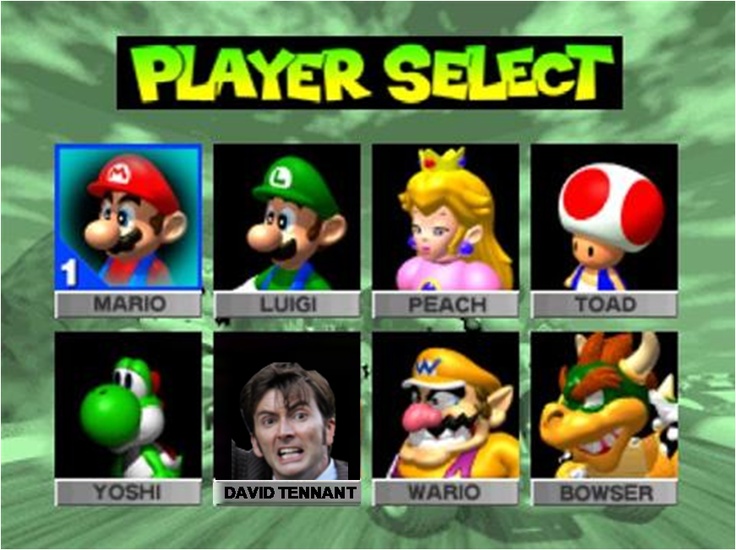 PLAYER SELECT
M
L
1
MARIO
LUIGI
PEACH
TOAD
W
YOSHI
DAVID TENNANT
WARIO
BOWSER